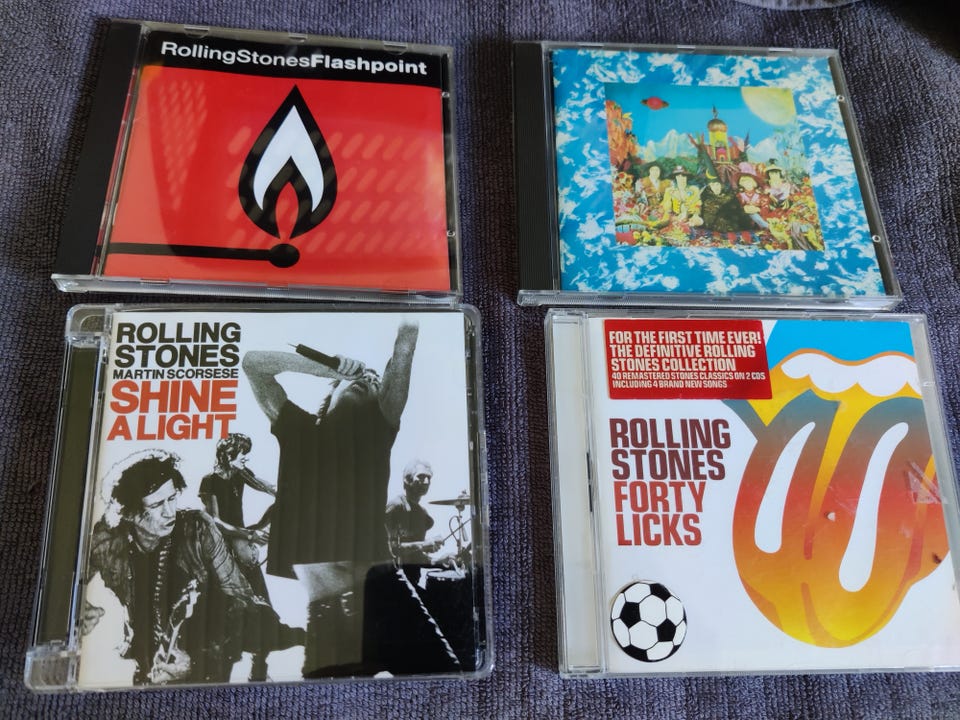 RollingStonesFlashpoint
ROLLING
STONES
MARTIN SCORSESE
SHINE
A LIGHT
FOR THE FIRST TIME EVER!
THE DEFINITIVE ROLLING
STONES COLLECTION
40 REMASTERED STONES CLASSICS ON 2 CDS
INCLUDING 4 BRAND NEW SONGS
ROLLING
STONES
FORTY
LICKS